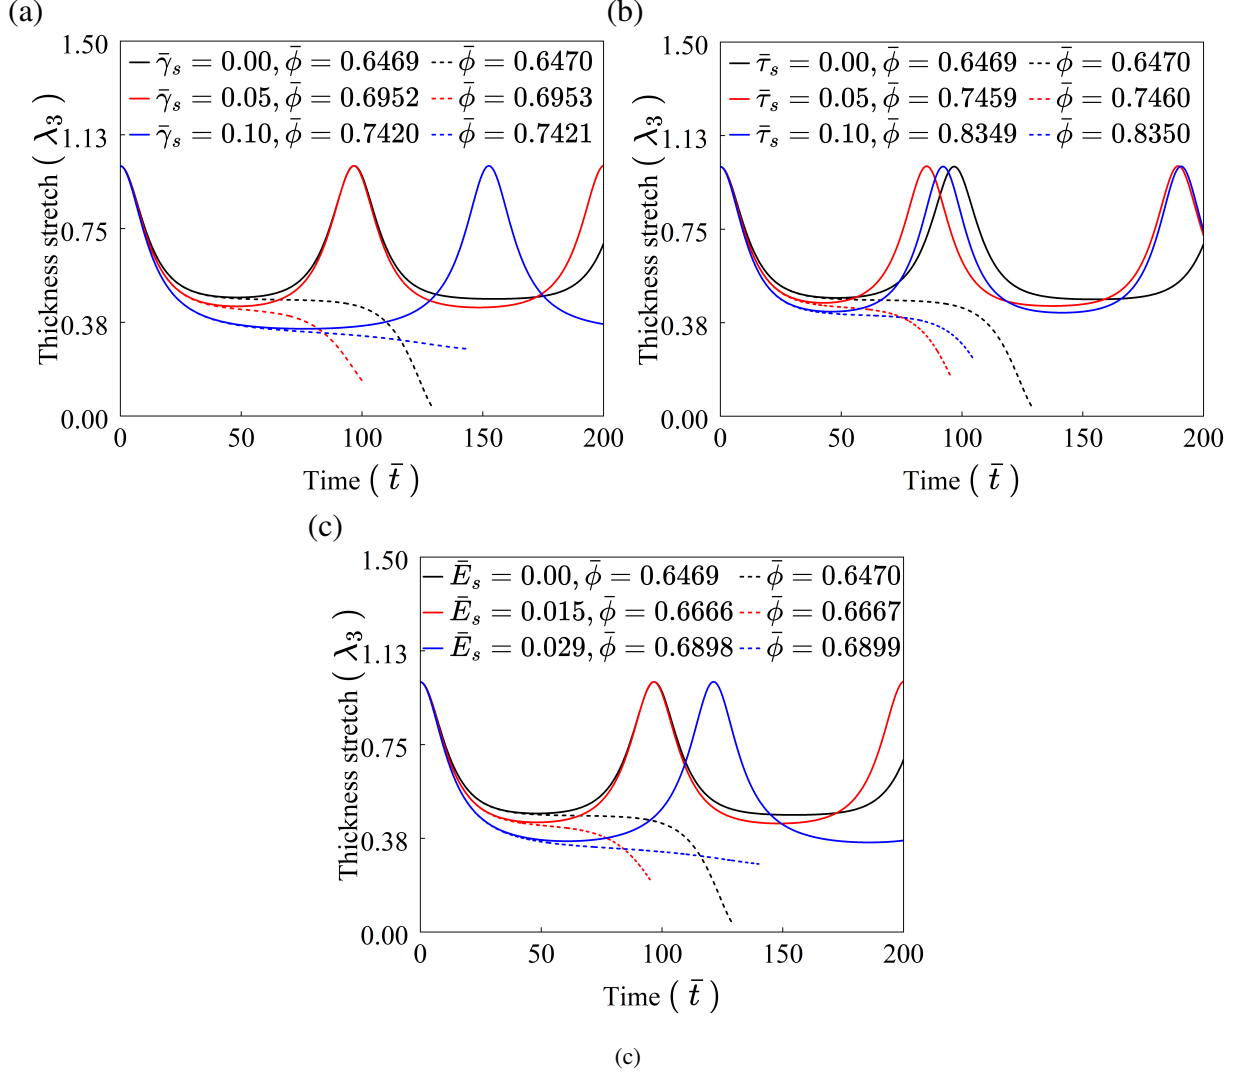 (a)
1.50
γ̄ₛ = 0.00, ϕ̄ = 0.6469 ϕ̄ = 0.6470
γ̄ₛ = 0.05, ϕ̄ = 0.6952 ϕ̄ = 0.6953
γ̄ₛ = 0.10, ϕ̄ = 0.7420 ϕ̄ = 0.7421
1.13
0.75
0.38
0.00
Thickness stretch ( λ₃ )
0 50 100 150 200
Time ( t̄ )
(b)
1.50
τ̄ₛ = 0.00, ϕ̄ = 0.6469 ϕ̄ = 0.6470
τ̄ₛ = 0.05, ϕ̄ = 0.7459 ϕ̄ = 0.7460
τ̄ₛ = 0.10, ϕ̄ = 0.8349 ϕ̄ = 0.8350
1.13
0.75
0.38
0.00
Thickness stretch ( λ₃ )
0 50 100 150 200
Time ( t̄ )
(c)
1.50
Ēₛ = 0.00, ϕ̄ = 0.6469 ϕ̄ = 0.6470
Ēₛ = 0.015, ϕ̄ = 0.6666 ϕ̄ = 0.6667
Ēₛ = 0.029, ϕ̄ = 0.6898 ϕ̄ = 0.6899
1.13
0.75
0.38
0.00
Thickness stretch ( λ₃ )
0 50 100 150 200
Time ( t̄ )
(c)